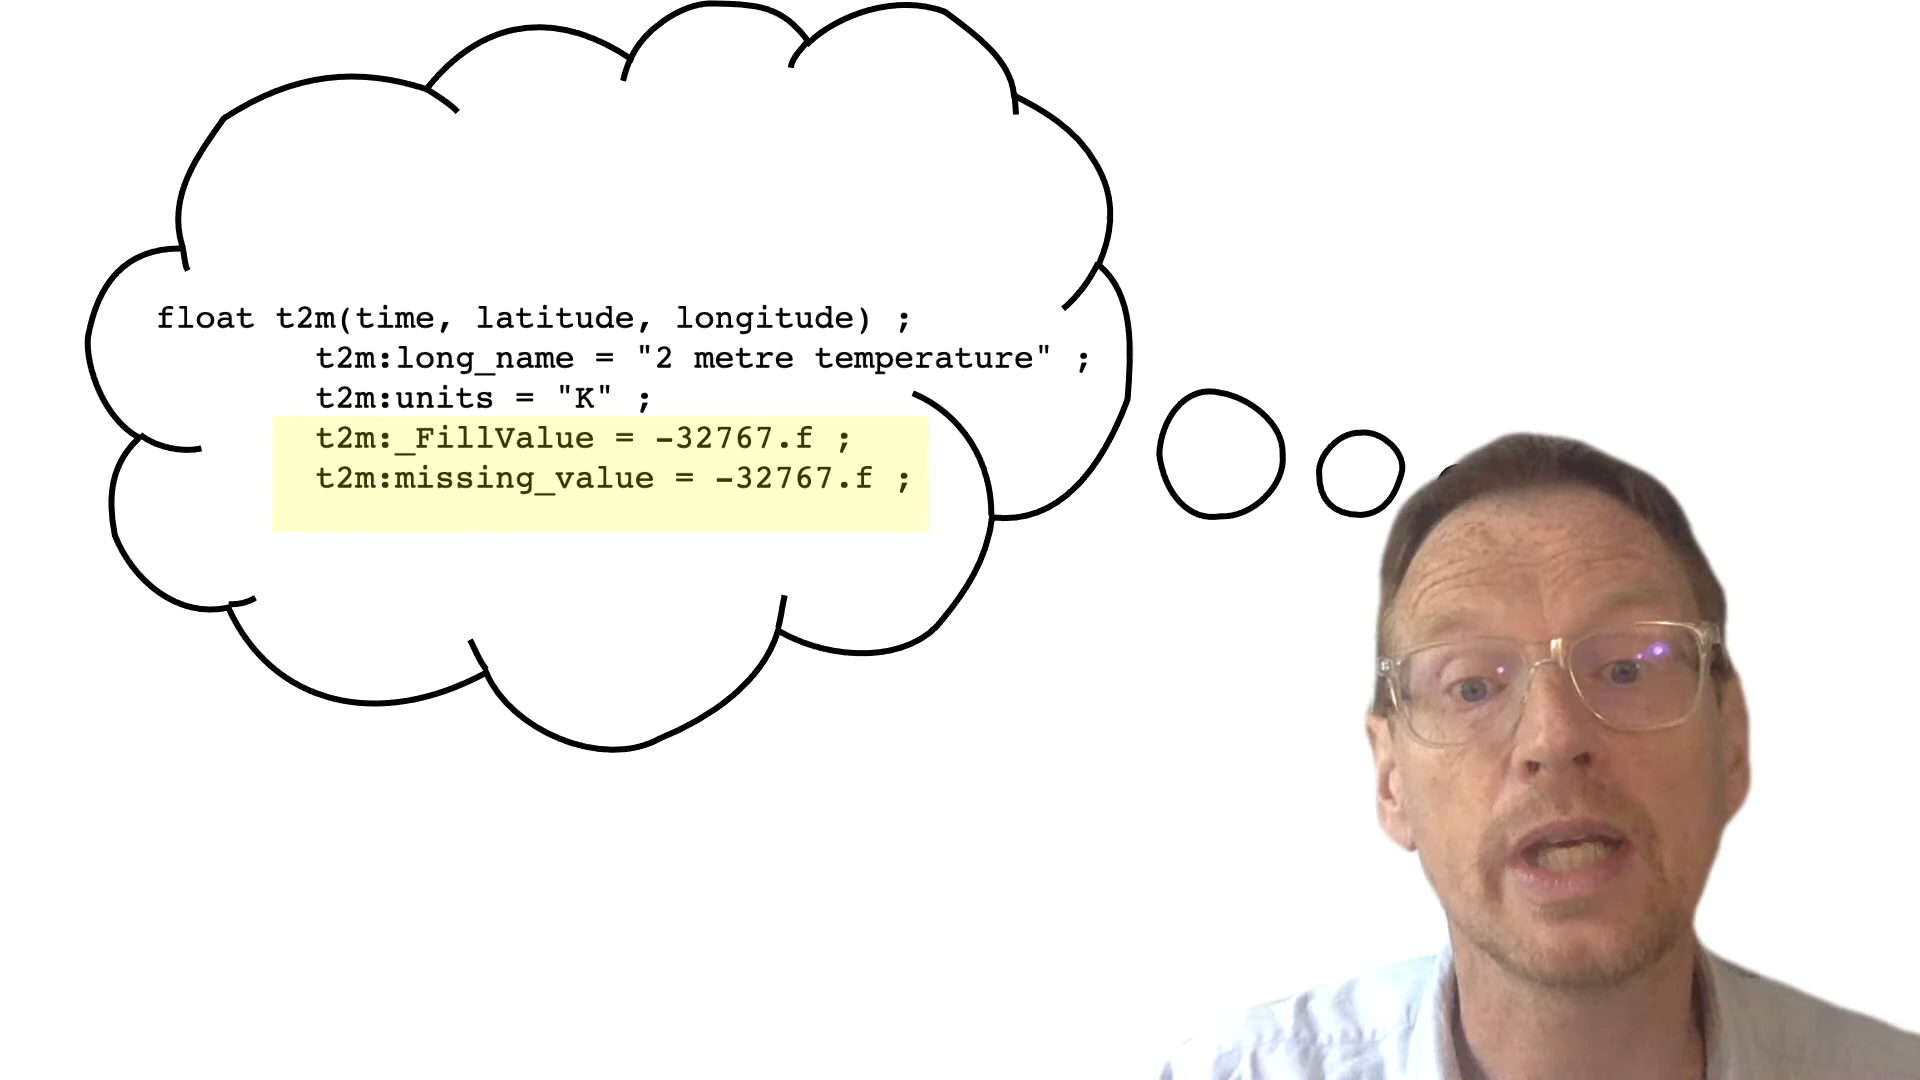 float t2m(time, latitude, longitude) ;
t2m:long_name = "2 metre temperature" ;
t2m:units = "K" ;
t2m:_FillValue = -32767.f ;
t2m:missing_value = -32767.f ;